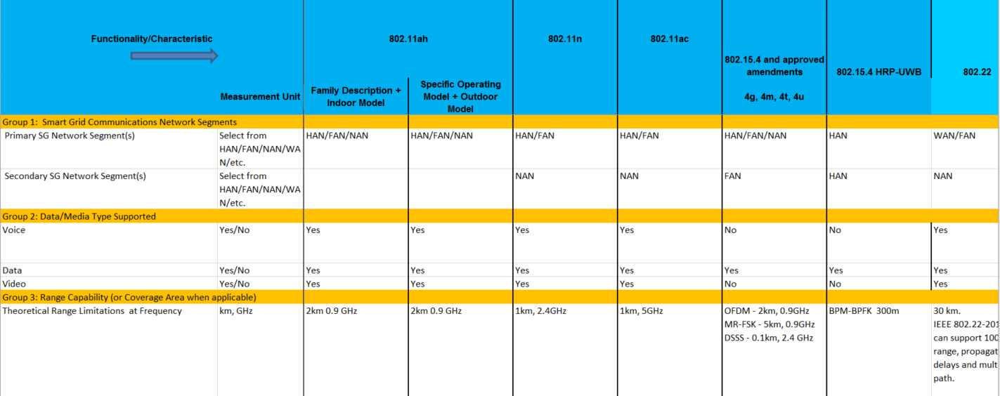 Functionality/Characteristic
802.11ah
802.11n
802.11ac
802.15.4 and approved
amendments
4g, 4m, 4t, 4u
802.15.4 HRP-UWB
802.22
Measurement Unit
Family Description +
Indoor Model
Specific Operating
Model + Outdoor
Model
Group 1:  Smart Grid Communications Network Segments
Primary SG Network Segment(s)
Select from
HAN/FAN/NAN/WA
N/etc.
HAN/FAN/NAN
HAN/FAN/NAN
HAN/FAN
HAN/FAN
HAN/FAN/NAN
HAN
WAN/FAN
Secondary SG Network Segment(s)
Select from
HAN/FAN/NAN/WA
N/etc.
NAN
NAN
FAN
HAN
NAN
Group 2: Data/Media Type Supported
Voice
Yes/No
Yes
Yes
Yes
Yes
No
No
Yes
Data
Yes/No
Yes
Yes
Yes
Yes
Yes
Yes
Yes
Video
Yes/No
Yes
Yes
Yes
Yes
No
No
Yes
Group 3: Range Capability (or Coverage Area when applicable)
Theoretical Range Limitations  at Frequency
km, GHz
2km 0.9 GHz
2km 0.9 GHz
1km, 2.4GHz
1km, 5GHz
OFDM - 2km, 0.9GHz
MR-FSK - 5km, 0.9GHz
DSSS - 0.1km, 2.4 GHz
BPM-BPFK  300m
30 km.
IEEE 802.22-201
can support 100
range, propagat
delays and mult
path.